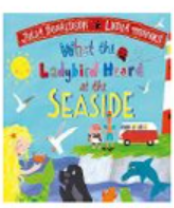 JULIA DONALDSON * LYDIA MONKS
What the
Ladybird Heard
at the
SEASIDE